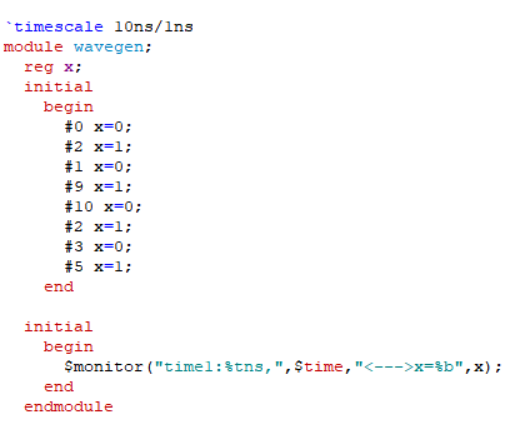 `timescale 10ns/1ns
module wavegen;
reg x;
initial
begin
#0 x=0;
#2 x=1;
#1 x=0;
#9 x=1;
#10 x=0;
#2 x=1;
#3 x=0;
#5 x=1;
end
initial
begin
$monitor("time1:%tns,",$time,"<--->x=%b",x);
end
endmodule